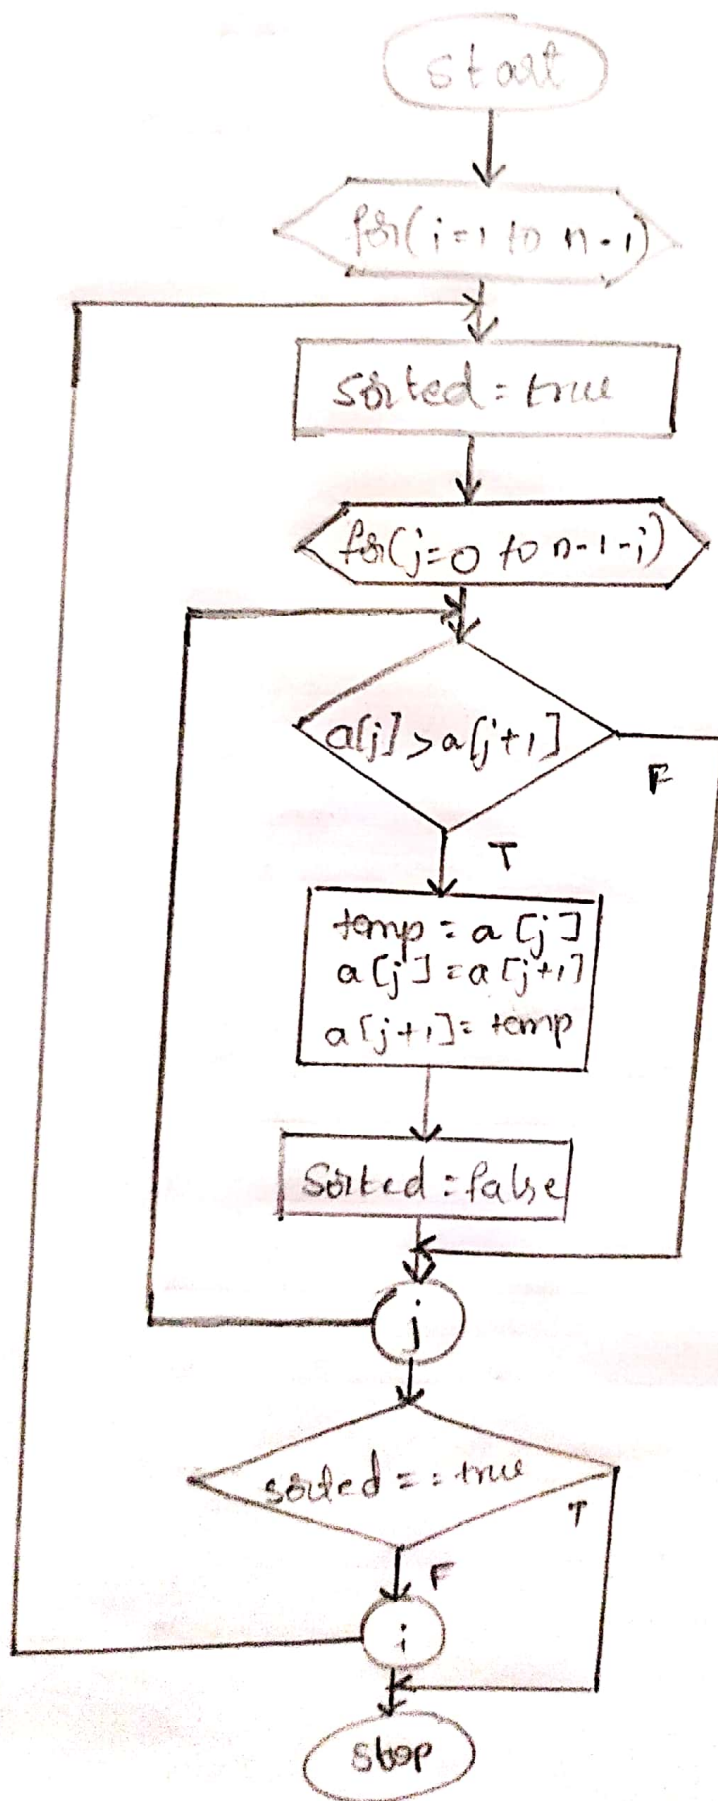 start
for(i=1 to n-1)
sorted = true
for(j=0 to n-1-i)
a[j]>a[j+1]
F
T
temp = a[j]
a[j] = a[j+1]
a[j+1] = temp
Sorted = false
j
sorted == true
T
F
i
stop